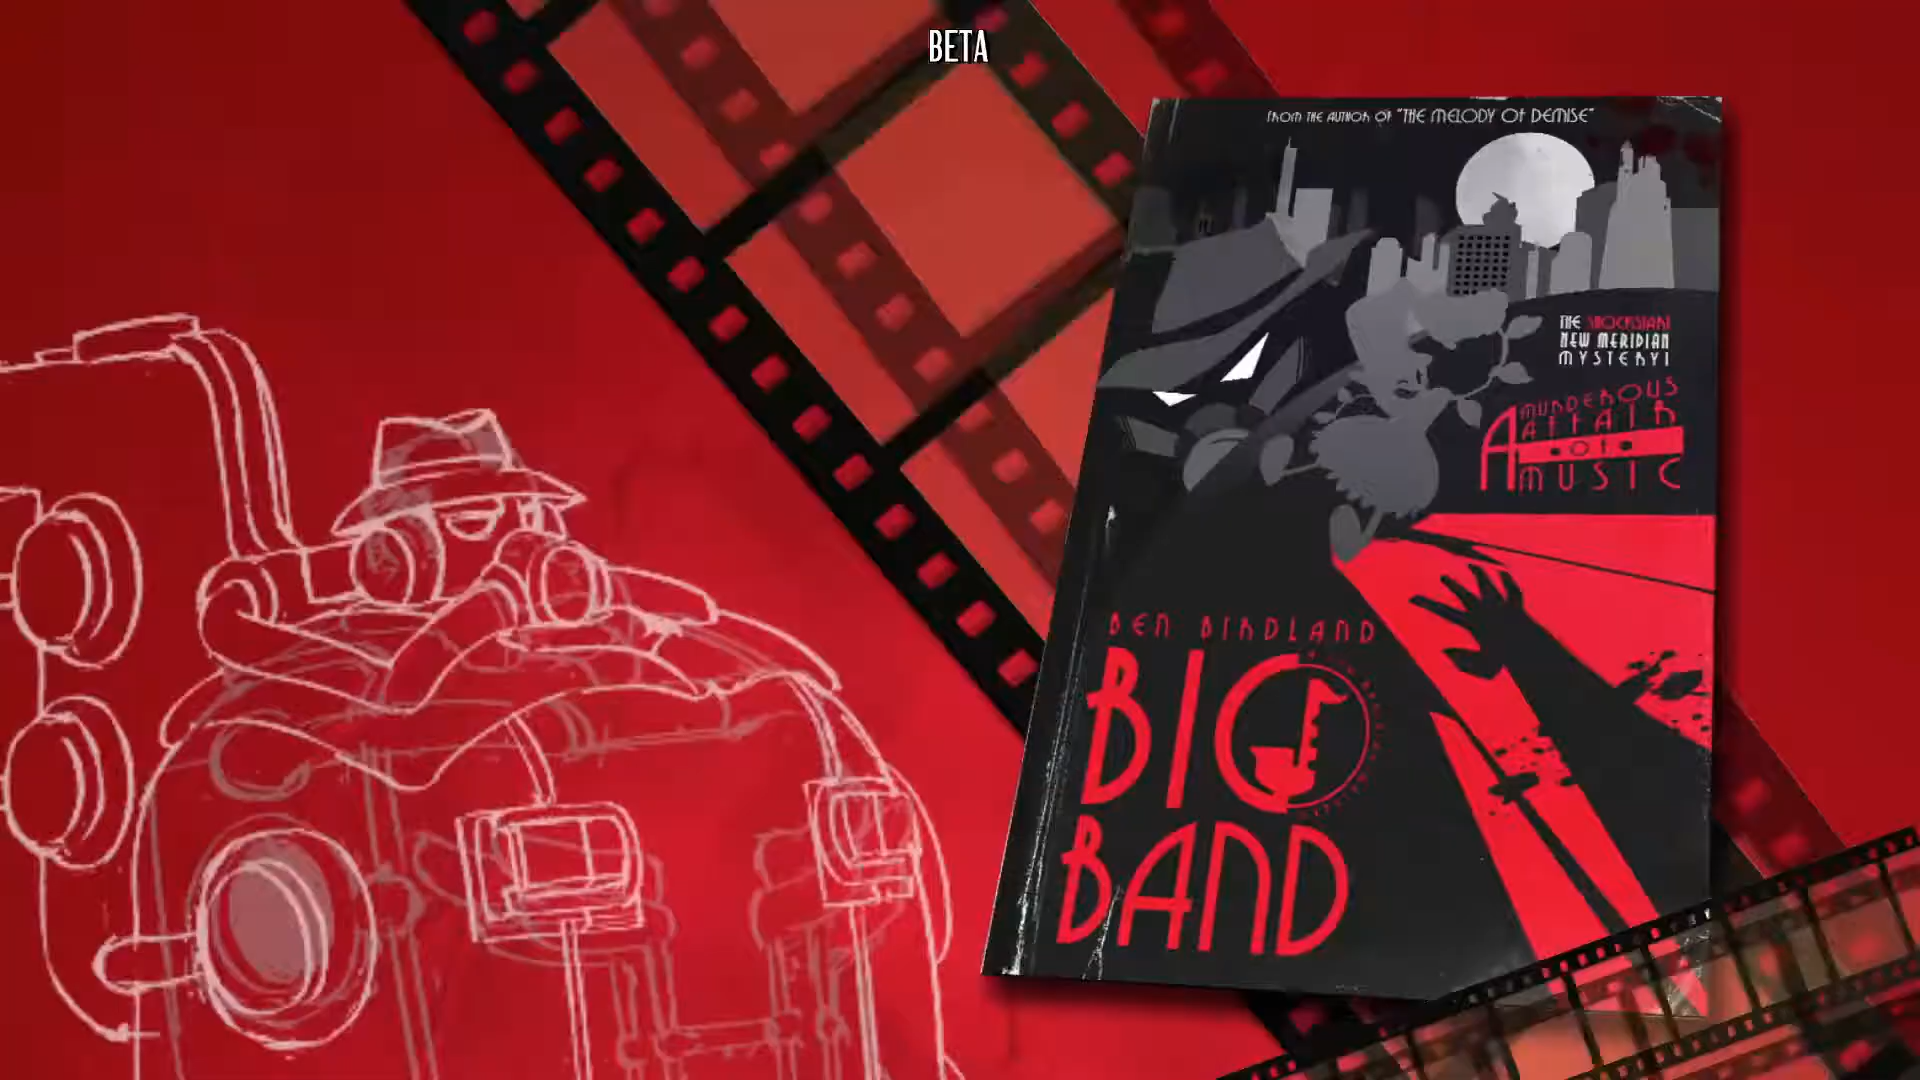 BETA
FROM THE AUTHOR OF "THE MELODY OF DEMISE"
THE SHOCKSTABI
NEW MERIDIAN
MYSTERY!
A MURDEROUS
AFFAIR
OF
MUSIC
BEN BIRDLAND
BIG
BAND